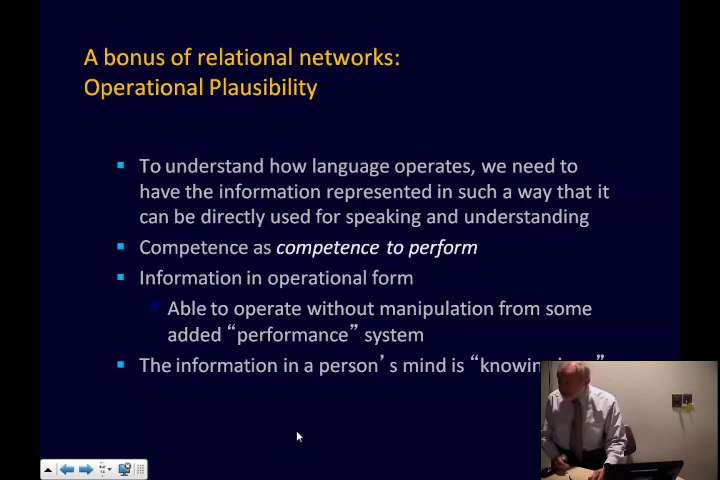 A bonus of relational networks:
Operational Plausibility
To understand how language operates, we need to
have the information represented in such a way that it
can be directly used for speaking and understanding
Competence as competence to perform
Information in operational form
Able to operate without manipulation from some
added “performance” system
The information in a person’s mind is